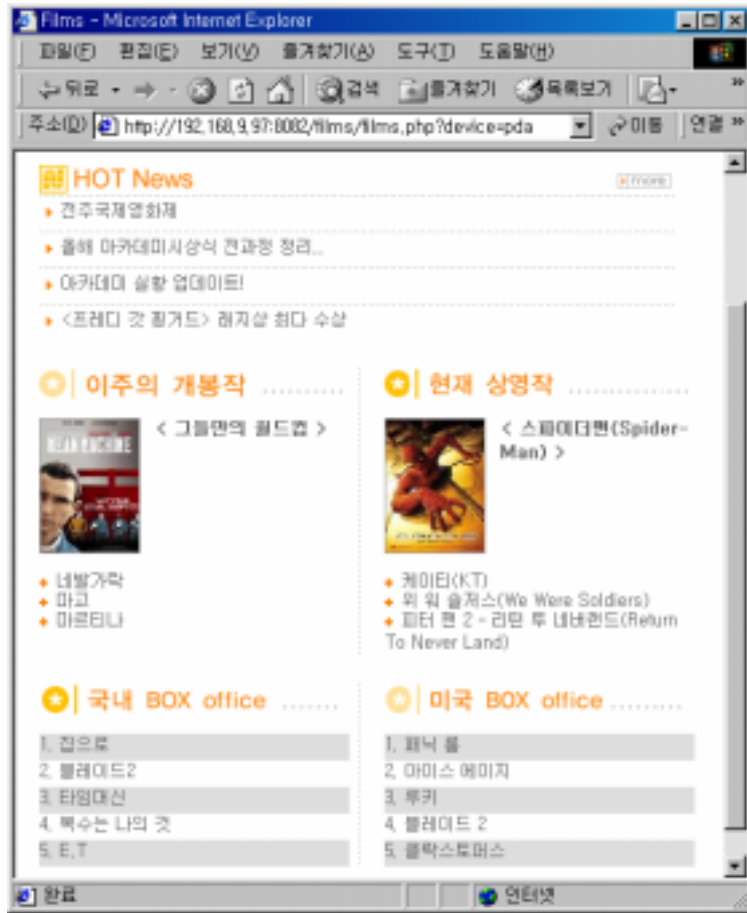 Films - Microsoft Internet Explorer
파일(F) 편집(E) 보기(V) 즐겨찾기(A) 도구(T) 도움말(H)
뒤로 검색 즐겨찾기 목록보기
주소(D) http://192.168.9.97:8082/films/films.php?device=pda 이동 연결
HOT News more
전주국제영화제
올해 아카데미시상식 전과정 정리...
아카데미 실황 업데이트!
<프레디 갓 핑거드> 래지상 최다 수상
이주의 개봉작
현재 상영작
< 그들만의 월드컵 >
MEAN MACHINE
< 스파이더맨(Spider-
Man) >
네발가락
마고
마르티나
케이티(KT)
위 워 솔저스(We Were Soldiers)
피터 팬 2 - 리턴 투 네버랜드(Return
To Never Land)
국내 BOX office
1. 집으로
2. 블레이드2
3. 타임머신
4. 복수는 나의 것
5. E.T
미국 BOX office
1. 패닉 룸
2. 아이스 에이지
3. 루키
4. 블레이드 2
5. 클락스토퍼스
완료 인터넷